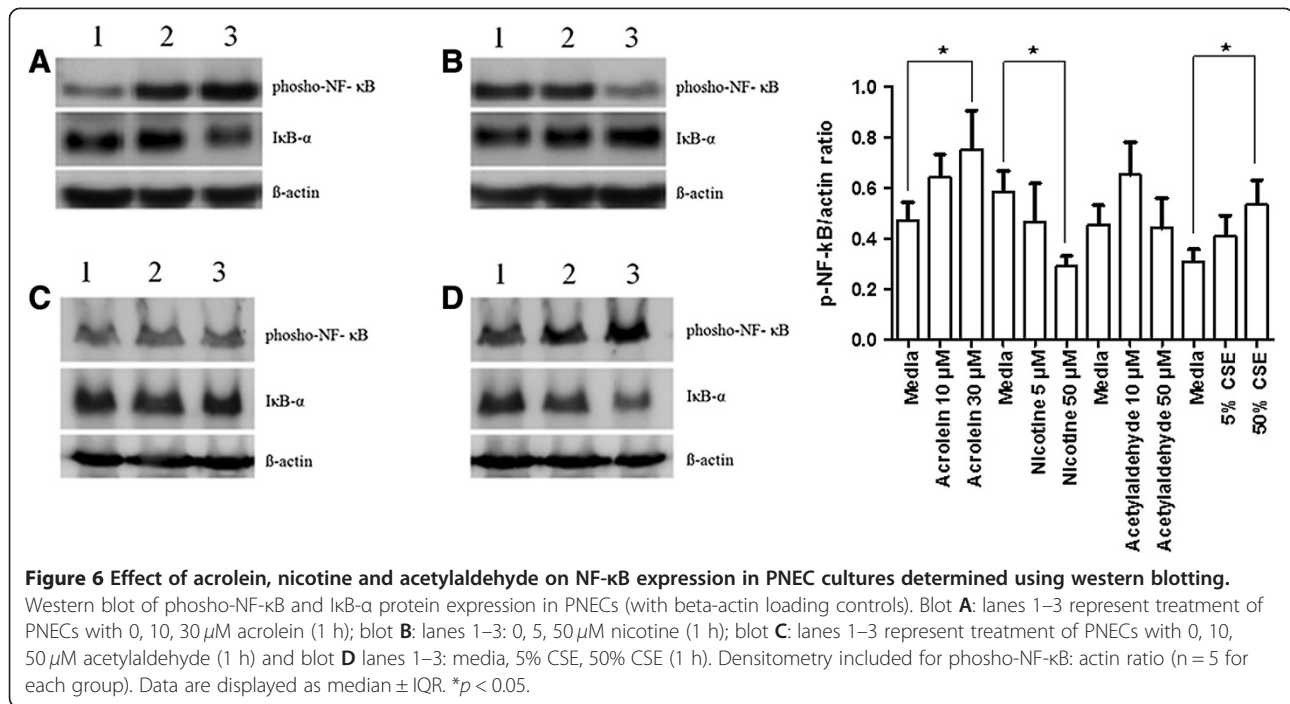 1 2 3
A
phosho-NF- κB
IκB-α
ß-actin
1 2 3
B
phosho-NF- κB
IκB-α
ß-actin
1 2 3
C
phosho-NF- κB
IκB-α
ß-actin
1 2 3
D
phosho-NF- κB
IκB-α
ß-actin
* * *
p-NF-kB/actin ratio
1.0
0.8
0.6
0.4
0.2
0.0
Media
Acrolein 10 µM
Acrolein 30 µM
Media
Nicotine 5 µM
Nicotine 50 µM
Media
Acetylaldehyde 10 µM
Acetylaldehyde 50 µM
Media
5% CSE
50% CSE
Figure 6 Effect of acrolein, nicotine and acetylaldehyde on NF-κB expression in PNEC cultures determined using western blotting.
Western blot of phosho-NF-κB and IκB-α protein expression in PNECs (with beta-actin loading controls). Blot A: lanes 1–3 represent treatment of
PNECs with 0, 10, 30 µM acrolein (1 h); blot B: lanes 1–3: 0, 5, 50 µM nicotine (1 h); blot C: lanes 1–3 represent treatment of PNECs with 0, 10,
50 µM acetylaldehyde (1 h) and blot D lanes 1–3: media, 5% CSE, 50% CSE (1 h). Densitometry included for phosho-NF-κB: actin ratio (n = 5 for
each group). Data are displayed as median ± IQR. *p < 0.05.